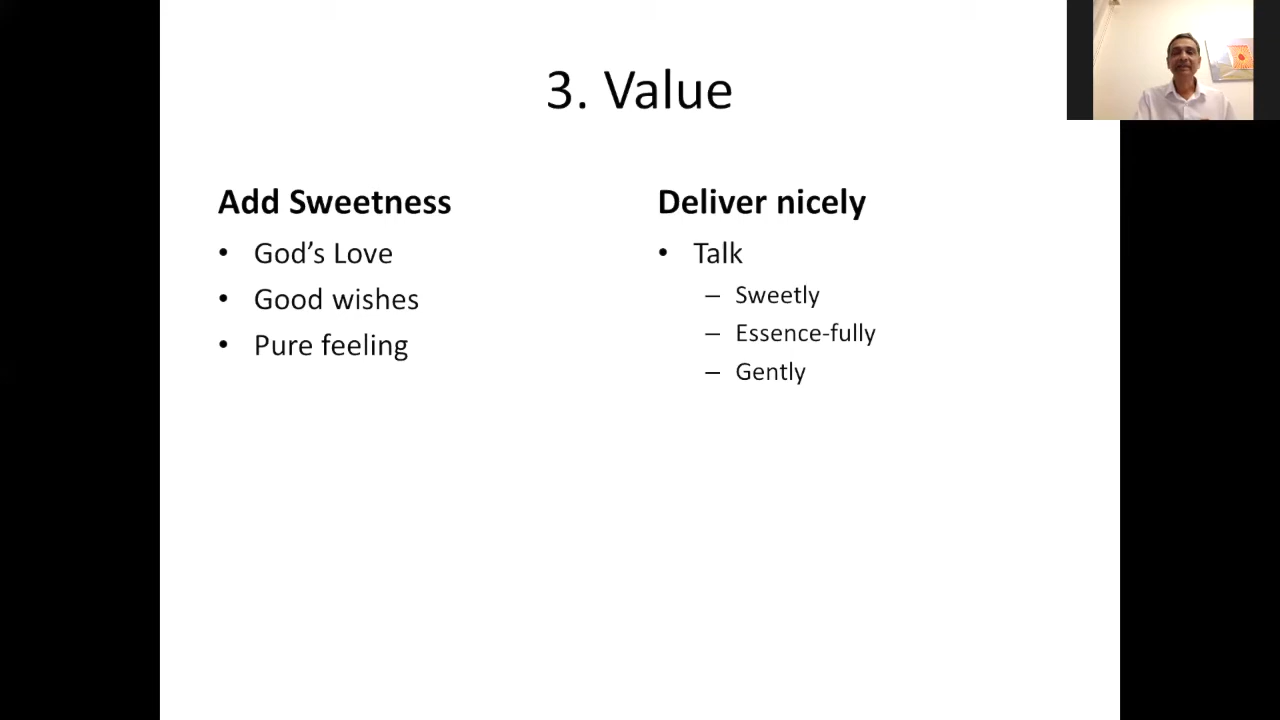 3. Value
Add Sweetness
• God’s Love
• Good wishes
• Pure feeling
Deliver nicely
• Talk
– Sweetly
– Essence-fully
– Gently